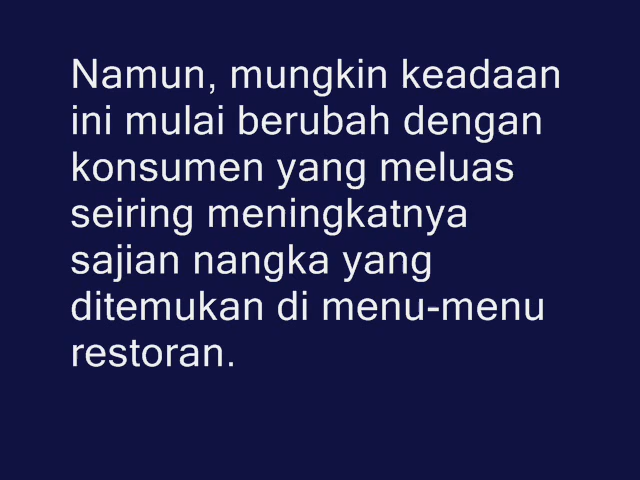 Namun, mungkin keadaan
ini mulai berubah dengan
konsumen yang meluas
seiring meningkatnya
sajian nangka yang
ditemukan di menu-menu
restoran.